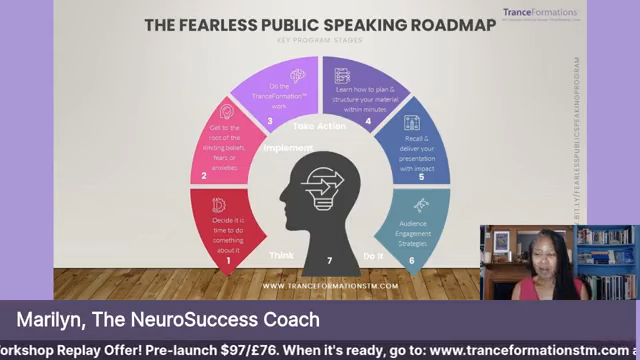 TranceFormations
THE FEARLESS PUBLIC SPEAKING ROADMAP
KEY PROGRAM STAGES
Do the
TranceFormation™
work
3
Learn how to plan &
structure your material
within minutes
4
Take Action
Get to the
root of the
limiting beliefs,
fears or
anxieties
2
Implement
Recall &
deliver your
presentation
with impact
5
Decide it is
time to do
something
about it
1
Audience
Engagement
Strategies
6
Think
7
Do it
WWW.TRANCEFORMATIONSTM.COM
BIT.LY/FEARLESSPUBLICSPEAKINGPROGRAM
Marilyn, The NeuroSuccess Coach
Workshop Replay Offer! Pre-launch $97/£76. When it's ready, go to: www.tranceformationstm.com a